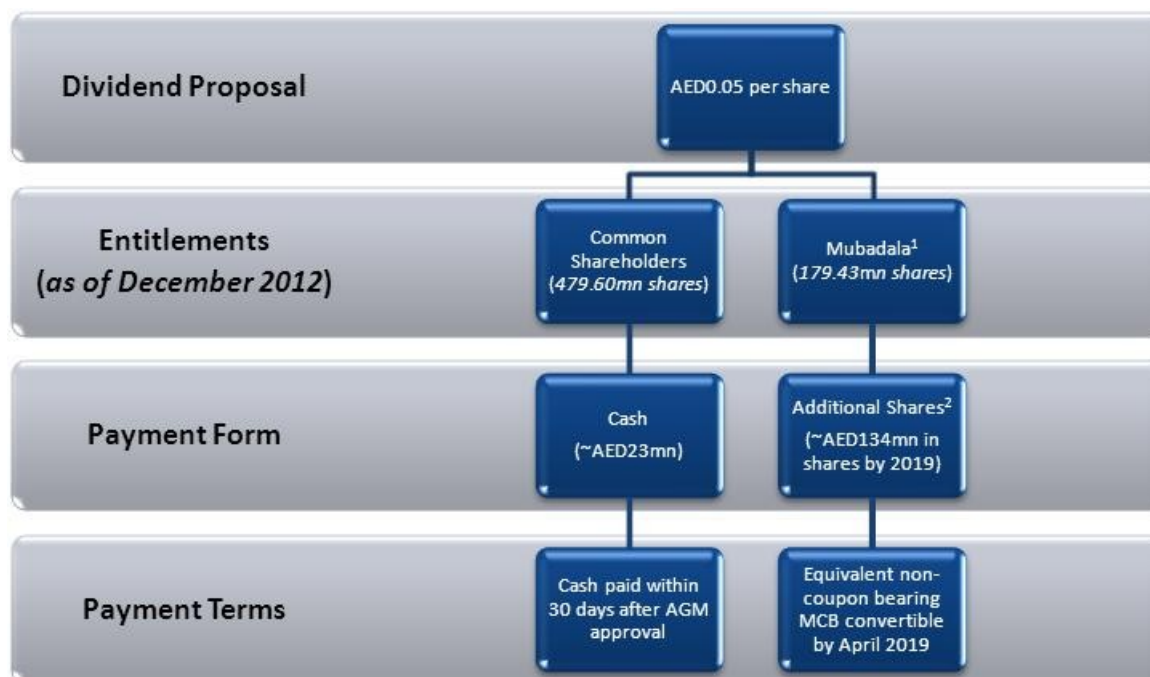 Dividend Proposal
AED0.05 per share
Entitlements
(as of December 2012)
Common
Shareholders
(479.60mn shares)
Mubadala¹
(179.43mn shares)
Payment Form
Cash
(~AED23mn)
Additional Shares²
(~AED134mn in
shares by 2019)
Payment Terms
Cash paid within
30 days after AGM
approval
Equivalent non-
coupon bearing
MCB convertible
by April 2019